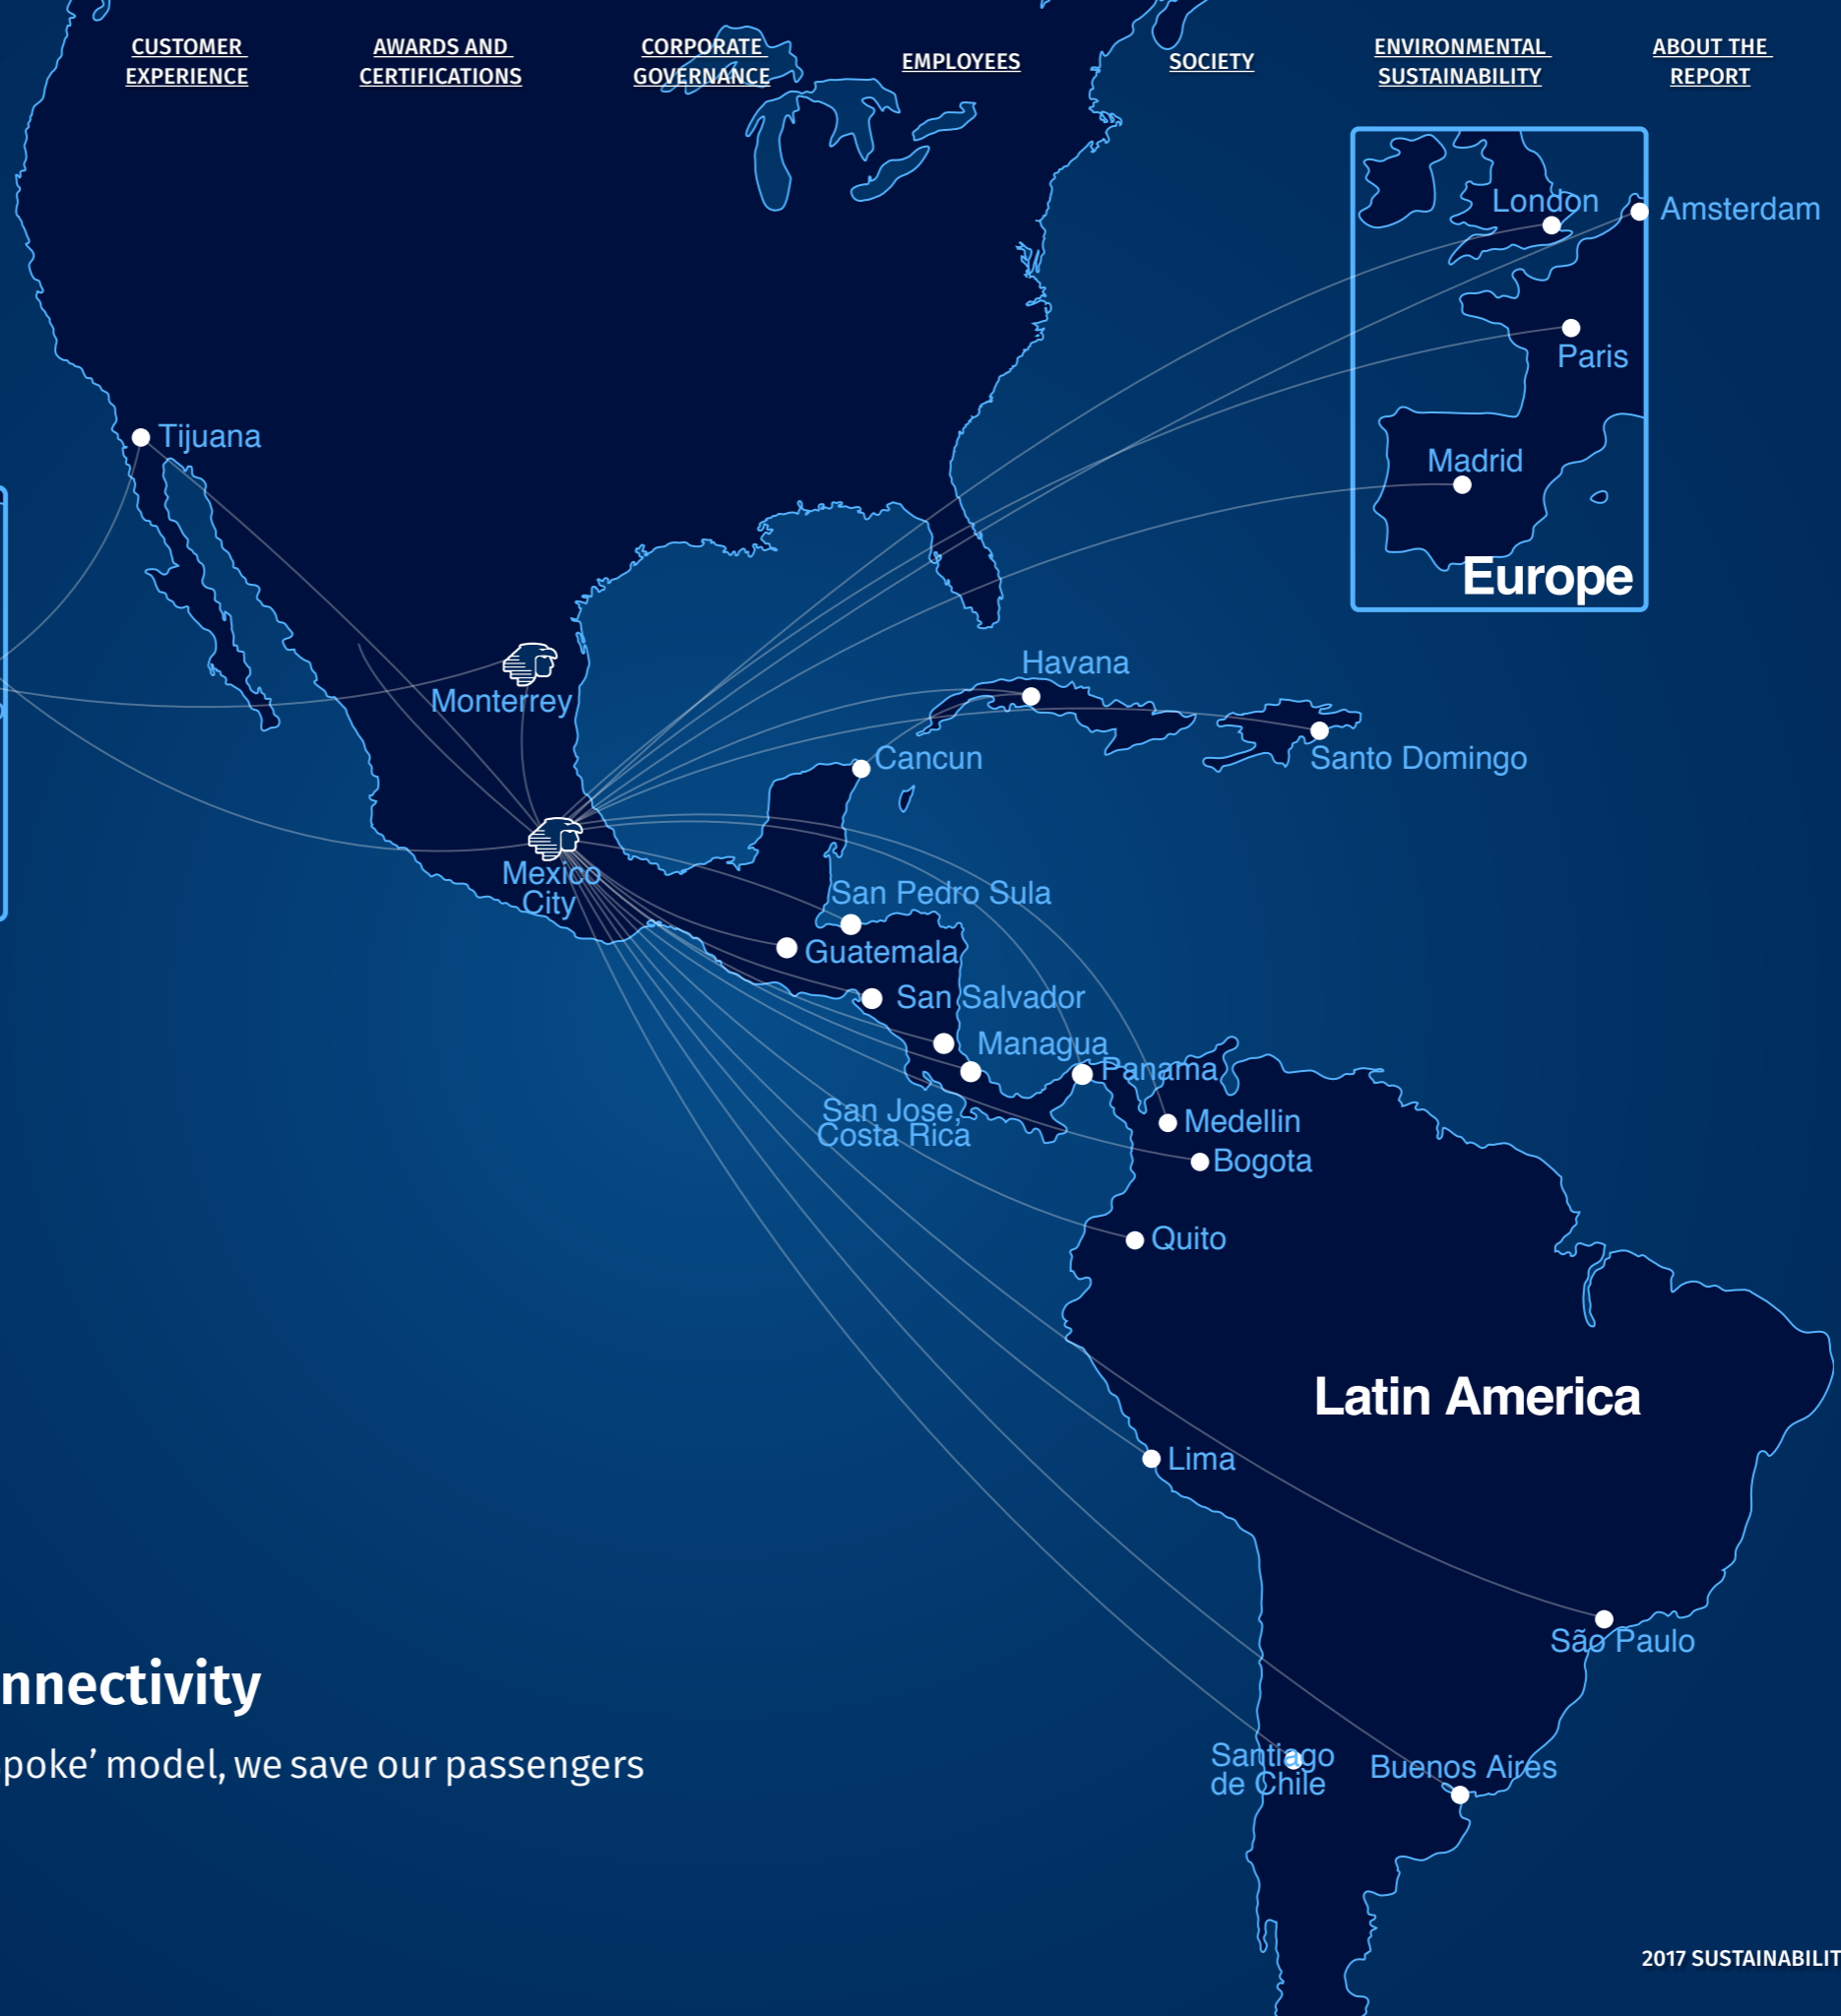 CUSTOMER
EXPERIENCE
AWARDS AND
CERTIFICATIONS
CORPORATE
GOVERNANCE
EMPLOYEES
SOCIETY
ENVIRONMENTAL
SUSTAINABILITY
ABOUT THE
REPORT
London
Amsterdam
Paris
Madrid
Europe
Tijuana
Monterrey
Havana
Cancun
Santo Domingo
Mexico
City
San Pedro Sula
Guatemala
San Salvador
Managua
Panama
San Jose,
Costa Rica
Medellin
Bogota
Quito
Latin America
Lima
São Paulo
Santiago
de Chile
Buenos Aires
nnectivity
poke’ model, we save our passengers
2017 SUSTAINABILIT